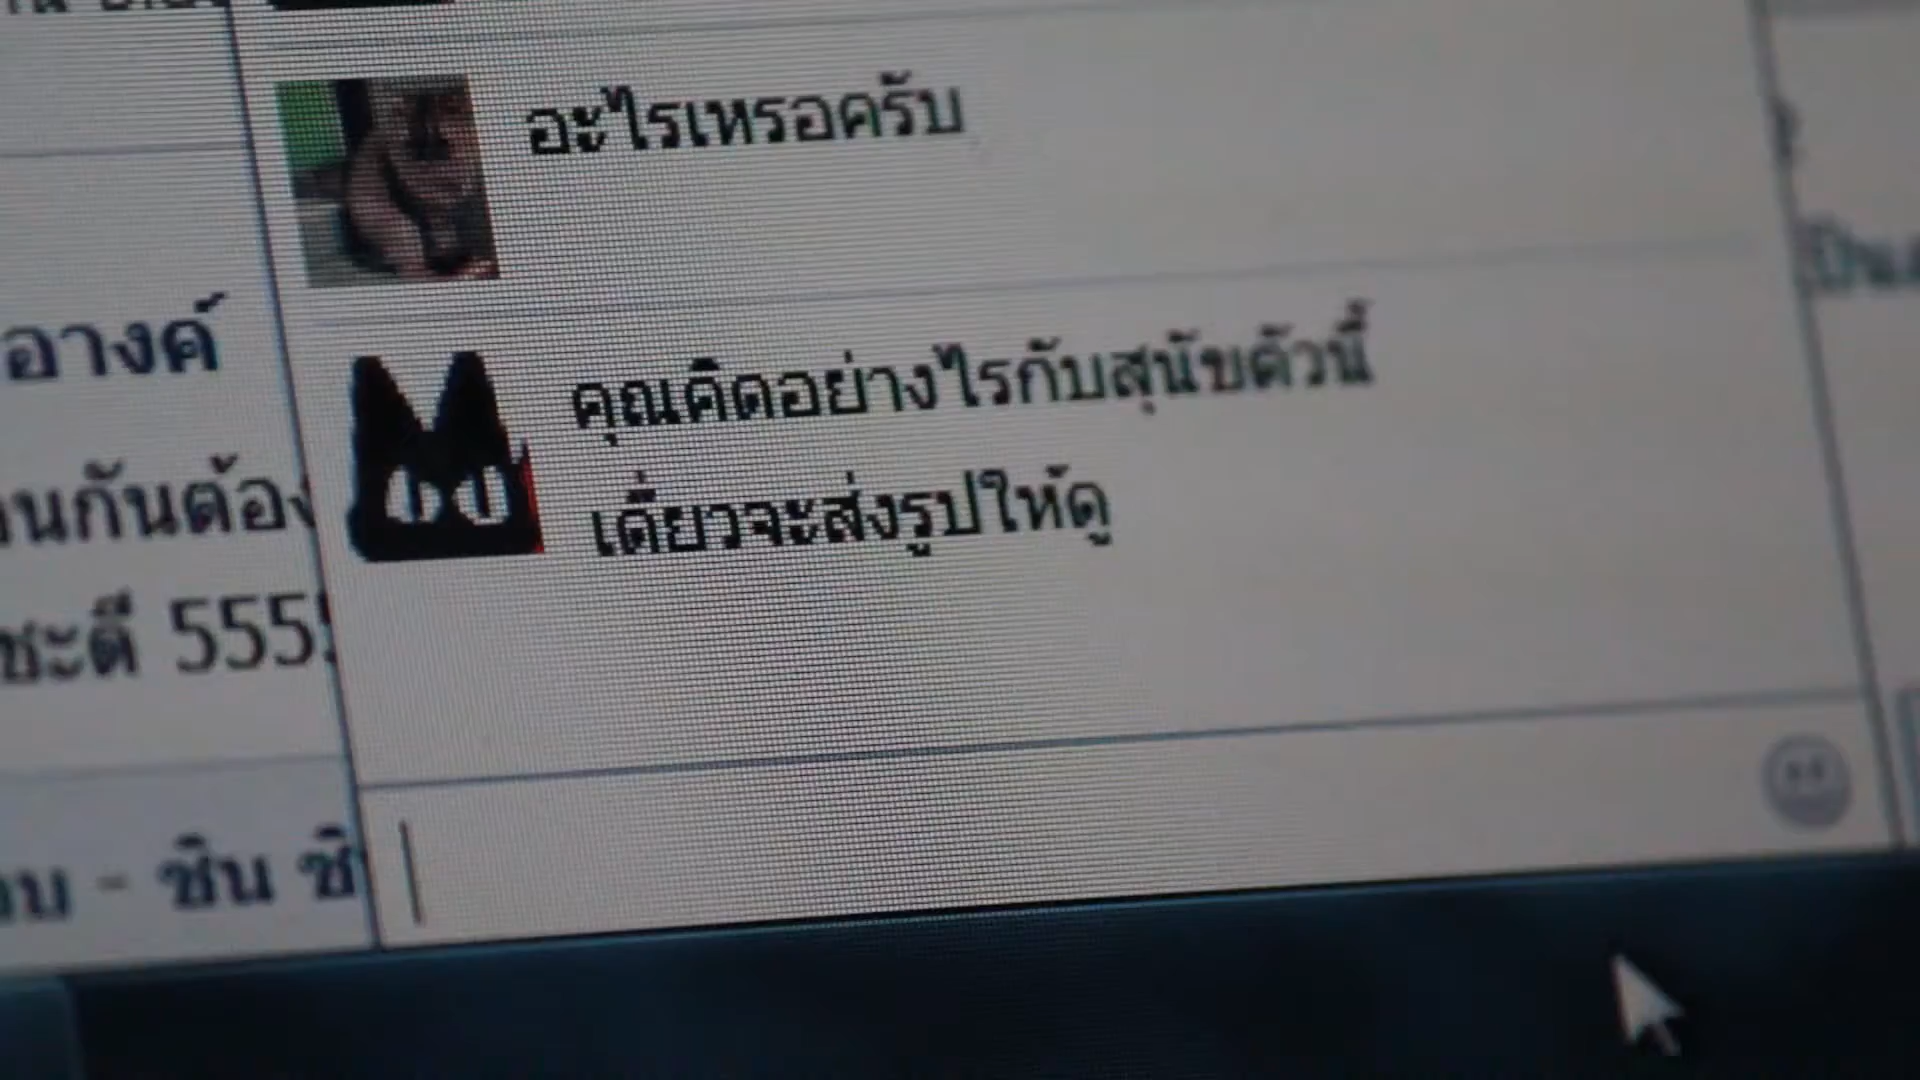 อะไรเหรอครับ
คุณคิดอย่างไรกับสุนัขตัวนี้
เดี๋ยวจะส่งรูปให้ดู
อางค์
นกันต้อง
ชะดี 555
- ชิน ชิ